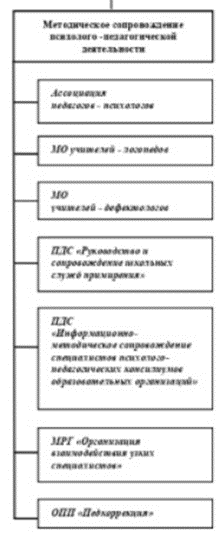 Методическое сопровождение
психолого -педагогической
деятельности
Ассоциация
педагогов - психологов
МО учителей - логопедов
МО
учителей - дефектологов
ПДС «Руководство и
сопровождение школьных
служб примирения»
ПДС
«Информационно-
методическое сопровождение
специалистов психолого-
педагогических консилиумов
образовательных организаций»
МРГ «Организация
взаимодействия узких
специалистов»
ОПП «Педкоррекция»